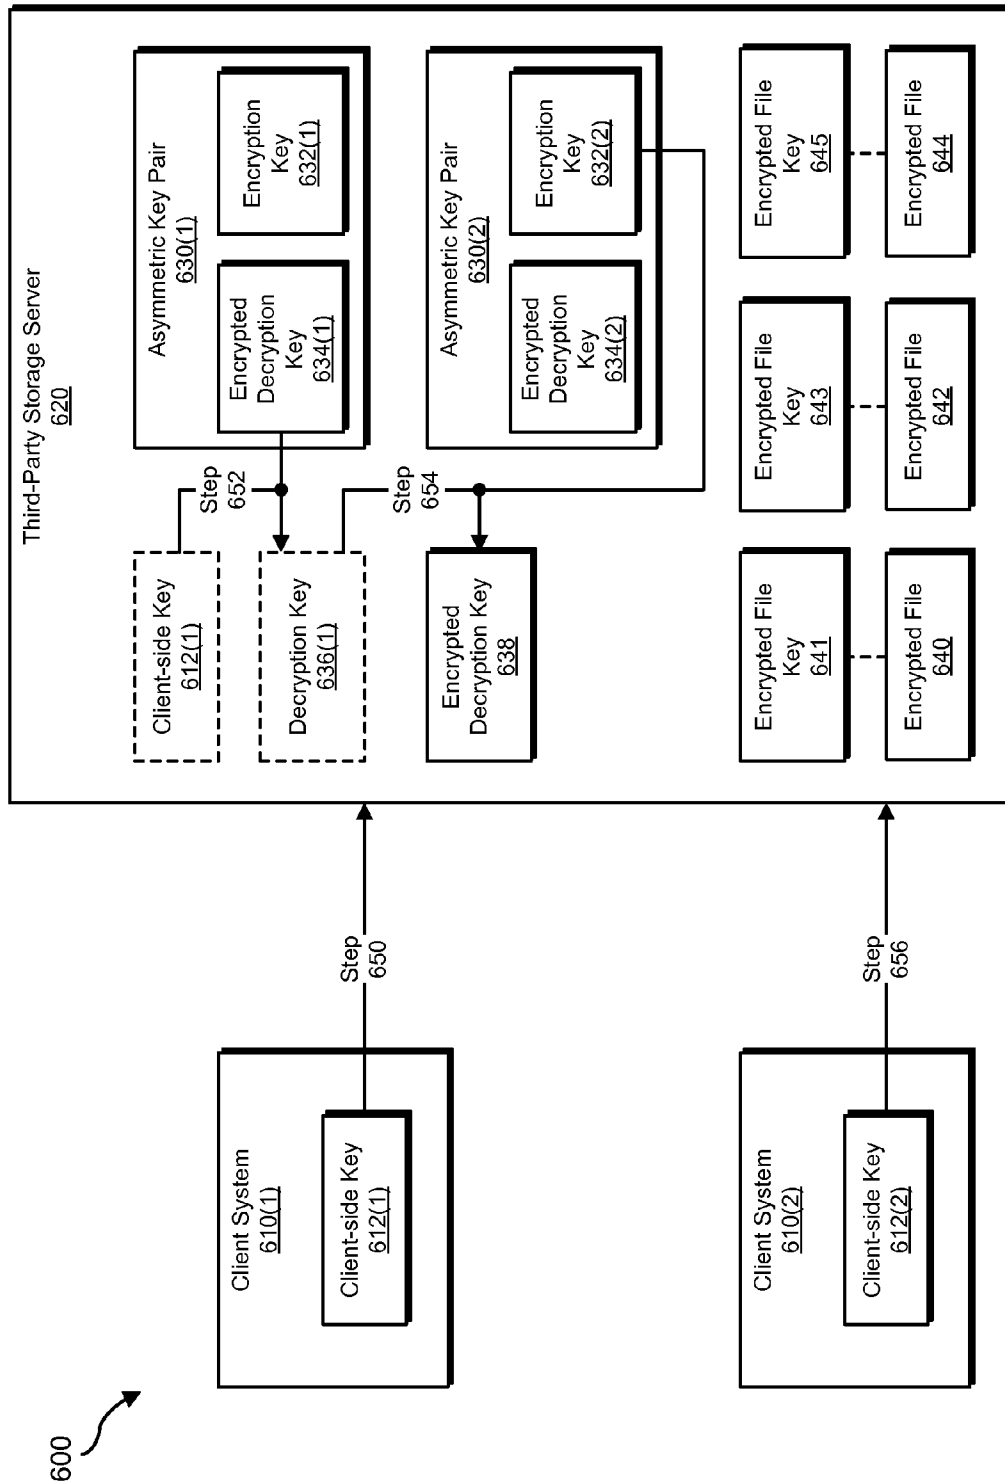 600
Client System
610(1)
Client-side Key
612(1)
Client System
610(2)
Client-side Key
612(2)
Step
650
Step
656
Third-Party Storage Server
620
Client-side Key
612(1)
Step
652
Decryption Key
636(1)
Step
654
Encrypted
Decryption Key
638
Asymmetric Key Pair
630(1)
Encrypted
Decryption
Key
634(1)
Encryption
Key
632(1)
Asymmetric Key Pair
630(2)
Encrypted
Decryption
Key
634(2)
Encryption
Key
632(2)
Encrypted File
Key
641
Encrypted File
640
Encrypted File
Key
643
Encrypted File
642
Encrypted File
Key
645
Encrypted File
644